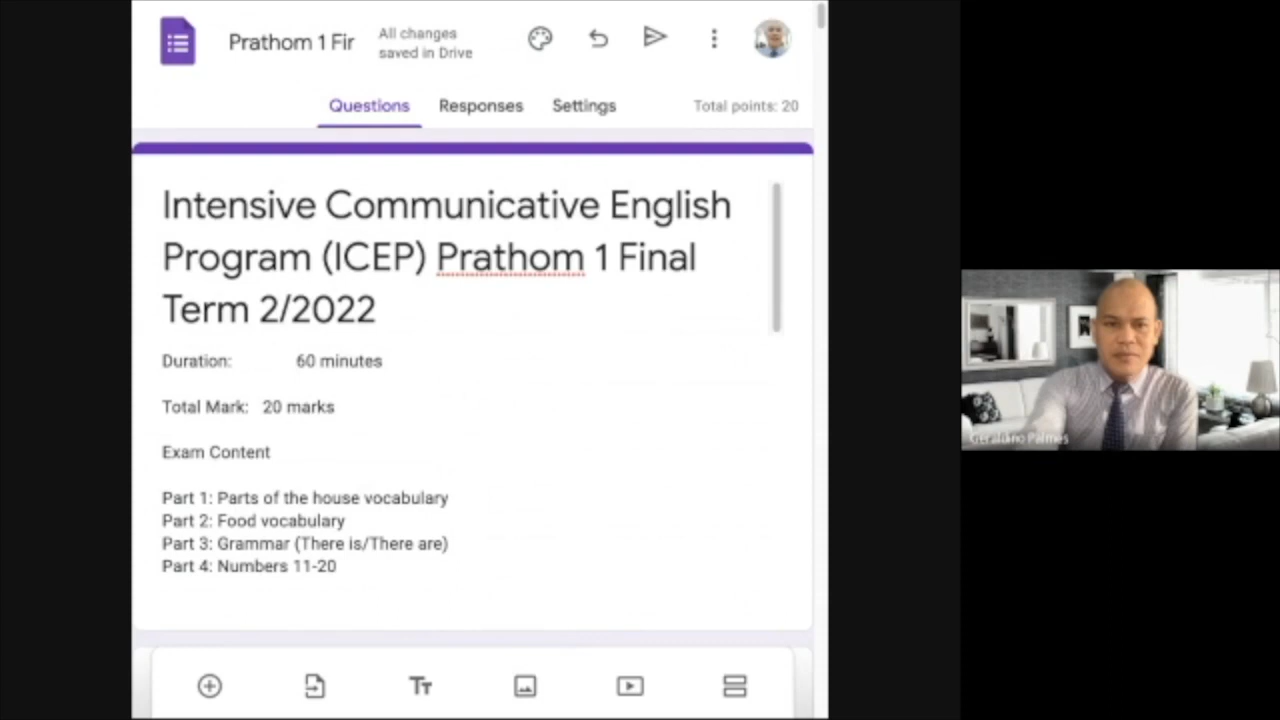 Prathom 1 Fir
All changes
saved in Drive
Questions Responses Settings Total points: 20
Intensive Communicative English
Program (ICEP) Prathom 1 Final
Term 2/2022
Duration: 60 minutes
Total Mark: 20 marks
Exam Content
Part 1: Parts of the house vocabulary
Part 2: Food vocabulary
Part 3: Grammar (There is/There are)
Part 4: Numbers 11-20
Tт
Geraldino Palmes